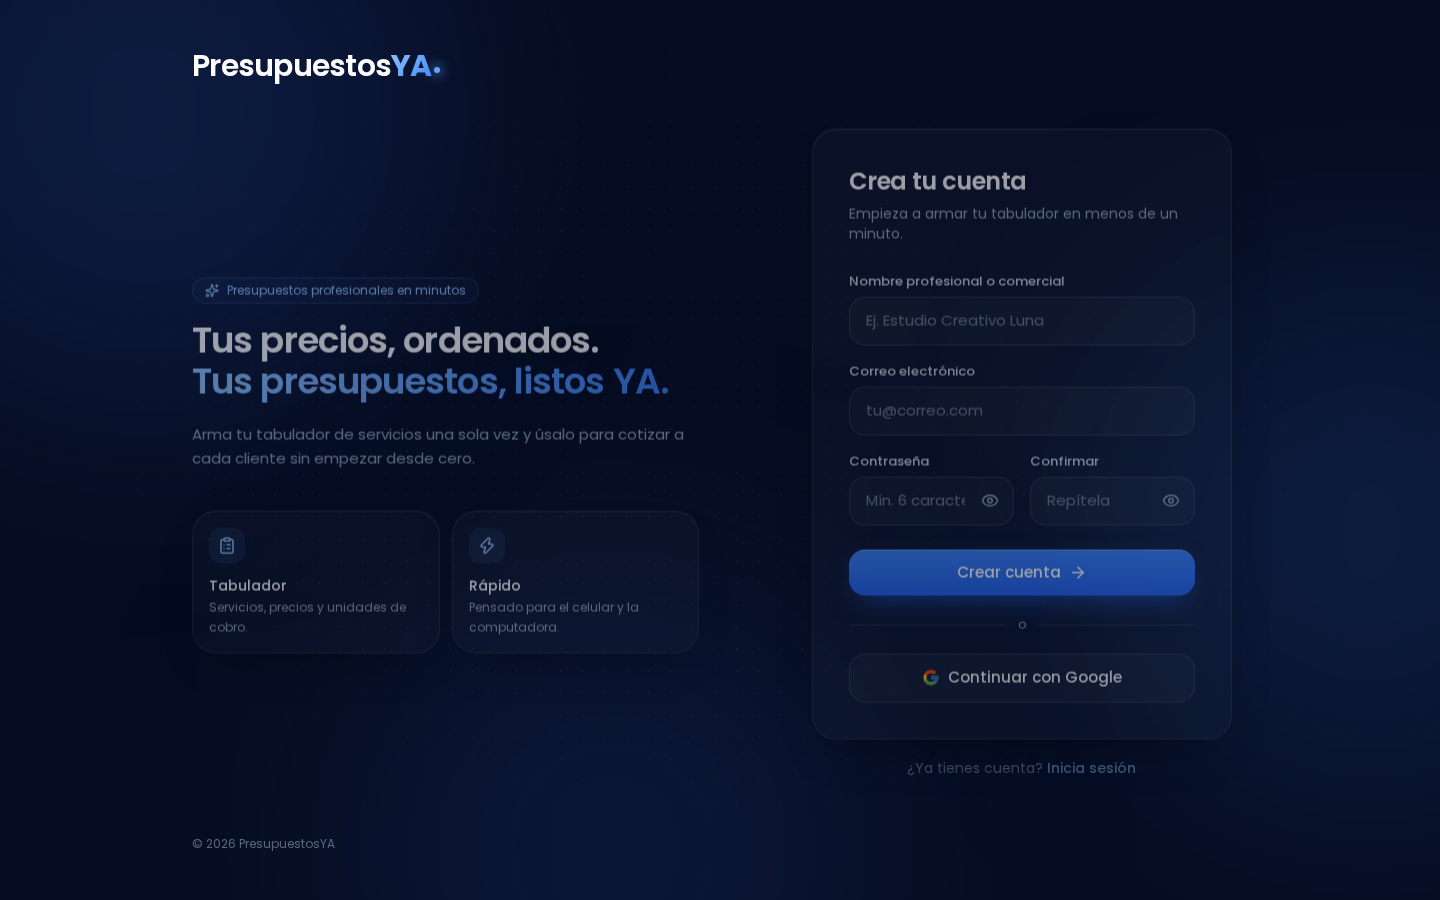 PresupuestosYA.
Presupuestos profesionales en minutos
Tus precios, ordenados.
Tus presupuestos, listos YA.
Arma tu tabulador de servicios una sola vez y úsalo para cotizar a
cada cliente sin empezar desde cero.
Tabulador
Servicios, precios y unidades de
cobro.
Rápido
Pensado para el celular y la
computadora.
Crea tu cuenta
Empieza a armar tu tabulador en menos de un
minuto.
Nombre profesional o comercial
Ej. Estudio Creativo Luna
Correo electrónico
tu@correo.com
Contraseña
Mín. 6 caracte
Confirmar
Repítela
Crear cuenta →
o
Continuar con Google
¿Ya tienes cuenta? Inicia sesión
© 2026 PresupuestosYA